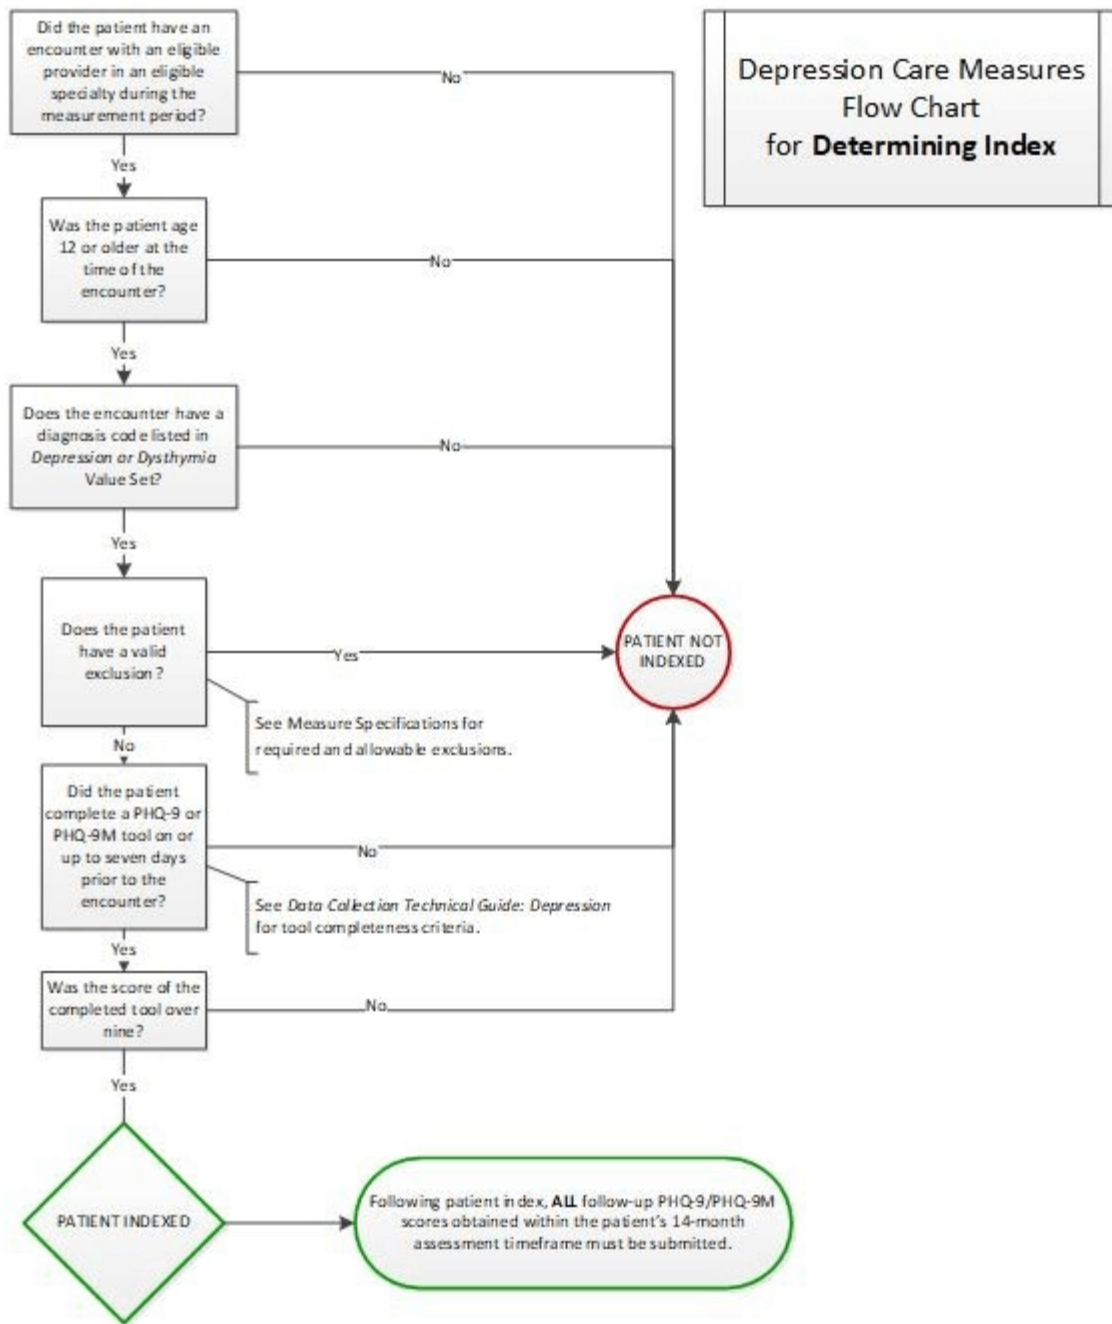 Did the patient have an
encounter with an eligible
provider in an eligible
specialty during the
measurement period?
No
Depression Care Measures
Flow Chart
for Determining Index
Yes
Was the patient age
12 or older at the
time of the
encounter?
No
Yes
Does the encounter have a
diagnosis code listed in
Depression or Dysthymia
Value Set?
No
Yes
Does the patient
have a valid
exclusion?
Yes
PATIENT NOT
INDEXED
See Measure Specifications for
required and allowable exclusions.
No
Did the patient
complete a PHQ-9 or
PHQ-9M tool on or
up to seven days
prior to the
encounter?
No
See Data Collection Technical Guide: Depression
for tool completeness criteria.
Yes
Was the score of the
completed tool over
nine?
No
Yes
PATIENT INDEXED
Following patient index, ALL follow-up PHQ-9/PHQ-9M
scores obtained within the patient's 14-month
assessment timeframe must be submitted.